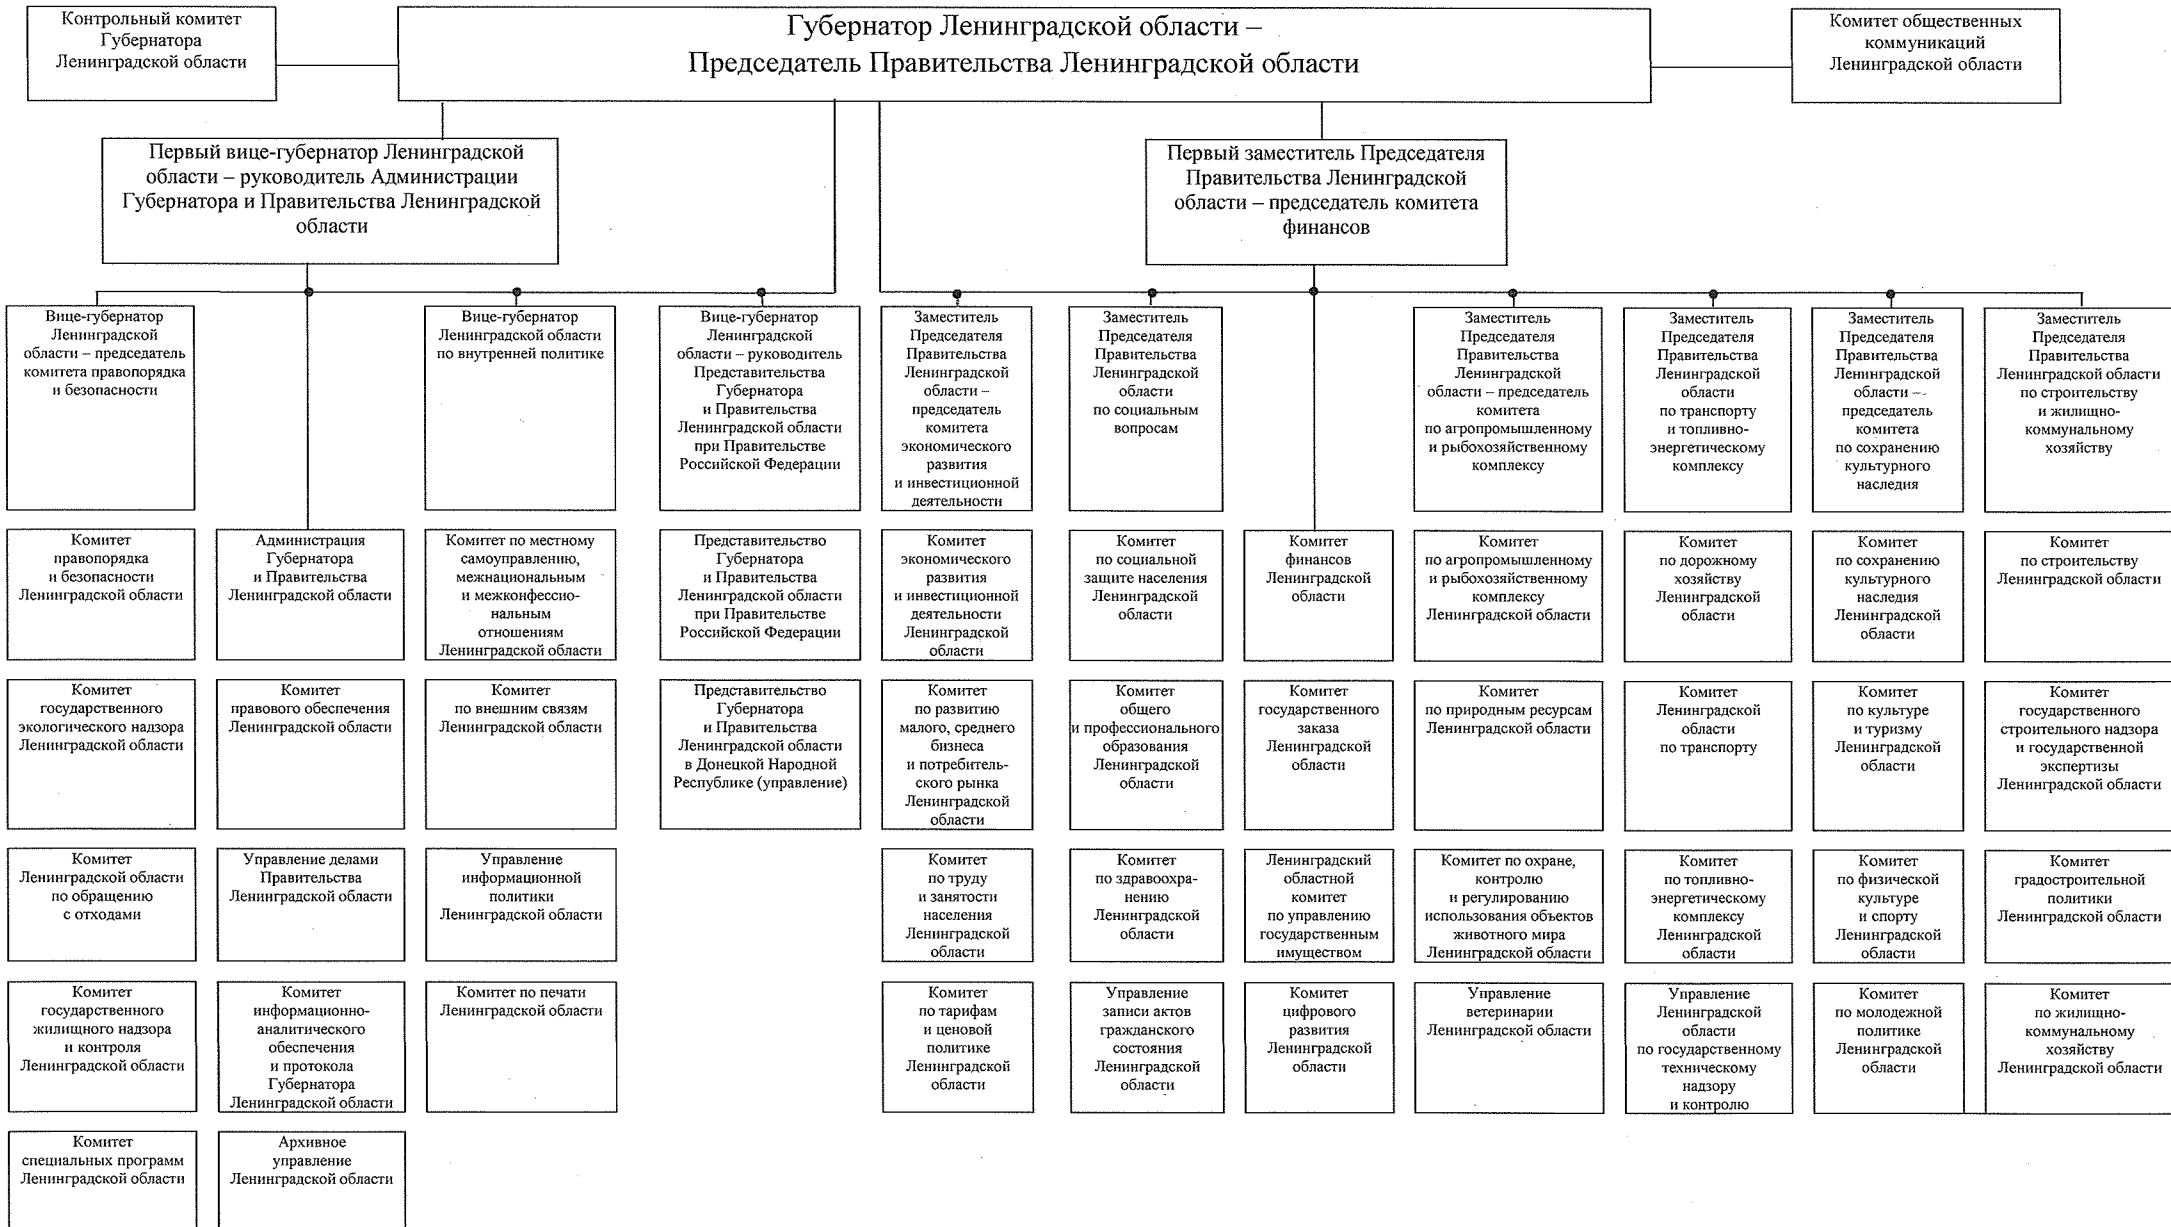 Контрольный комитет
Губернатора
Ленинградской области
Губернатор Ленинградской области –
Председатель Правительства Ленинградской области
Комитет общественных
коммуникаций
Ленинградской области
Первый вице-губернатор Ленинградской
области – руководитель Администрации
Губернатора и Правительства Ленинградской
области
Первый заместитель Председателя
Правительства Ленинградской
области – председатель комитета
финансов
Вице-губернатор
Ленинградской
области – председатель
комитета правопорядка
и безопасности
Вице-губернатор
Ленинградской области
по внутренней политике
Вице-губернатор
Ленинградской
области – руководитель
Представительства
Губернатора
и Правительства
Ленинградской области
при Правительстве
Российской Федерации
Заместитель
Председателя
Правительства
Ленинградской
области –
председатель
комитета
экономического
развития
и инвестиционной
деятельности
Заместитель
Председателя
Правительства
Ленинградской
области
по социальным
вопросам
Заместитель
Председателя
Правительства
Ленинградской
области – председатель
комитета
по агропромышленному
и рыбохозяйственному
комплексу
Заместитель
Председателя
Правительства
Ленинградской
области
по транспорту
и топливно-
энергетическому
комплексу
Заместитель
Председателя
Правительства
Ленинградской
области –
председатель
комитета
по сохранению
культурного
наследия
Заместитель
Председателя
Правительства
Ленинградской области
по строительству
и жилищно-
коммунальному
хозяйству
Комитет
правопорядка
и безопасности
Ленинградской области
Администрация
Губернатора
и Правительства
Ленинградской области
Комитет по местному
самоуправлению,
межнациональным
и межконфессио-
нальным
отношениям
Ленинградской области
Представительство
Губернатора
и Правительства
Ленинградской области
при Правительстве
Российской Федерации
Комитет
экономического
развития
и инвестиционной
деятельности
Ленинградской
области
Комитет
по социальной
защите населения
Ленинградской
области
Комитет
финансов
Ленинградской
области
Комитет
по агропромышленному
и рыбохозяйственному
комплексу
Ленинградской области
Комитет
по дорожному
хозяйству
Ленинградской
области
Комитет
по сохранению
культурного
наследия
Ленинградской
области
Комитет
по строительству
Ленинградской области
Комитет
государственного
экологического надзора
Ленинградской области
Комитет
правового обеспечения
Ленинградской области
Комитет
по внешним связям
Ленинградской области
Представительство
Губернатора
и Правительства
Ленинградской области
в Донецкой Народной
Республике (управление)
Комитет
по развитию
малого, среднего
бизнеса
и потребитель-
ского рынка
Ленинградской
области
Комитет
общего
и профессионального
образования
Ленинградской
области
Комитет
государственного
заказа
Ленинградской
области
Комитет
по природным ресурсам
Ленинградской области
Комитет
Ленинградской
области
по транспорту
Комитет
по культуре
и туризму
Ленинградской
области
Комитет
государственного
строительного надзора
и государственной
экспертизы
Ленинградской области
Комитет
Ленинградской области
по обращению
с отходами
Управление делами
Правительства
Ленинградской области
Управление
информационной
политики
Ленинградской области
Комитет
по труду
и занятости
населения
Ленинградской
области
Комитет
по здравоохра-
нению
Ленинградской
области
Ленинградский
областной
комитет
по управлению
государственным
имуществом
Комитет по охране,
контролю
и регулированию
использования объектов
животного мира
Ленинградской области
Комитет
по топливно-
энергетическому
комплексу
Ленинградской
области
Комитет
по физической
культуре
и спорту
Ленинградской
области
Комитет
градостроительной
политики
Ленинградской области
Комитет
государственного
жилищного надзора
и контроля
Ленинградской области
Комитет
информационно-
аналитического
обеспечения
и протокола
Губернатора
Ленинградской области
Комитет по печати
Ленинградской области
Комитет
по тарифам
и ценовой
политике
Ленинградской
области
Управление
записи актов
гражданского
состояния
Ленинградской
области
Комитет
цифрового
развития
Ленинградской
области
Управление
ветеринарии
Ленинградской области
Управление
Ленинградской
области
по государственному
техническому
надзору
и контролю
Комитет
по молодежной
политике
Ленинградской
области
Комитет
по жилищно-
коммунальному
хозяйству
Ленинградской области
Комитет
специальных программ
Ленинградской области
Архивное
управление
Ленинградской области